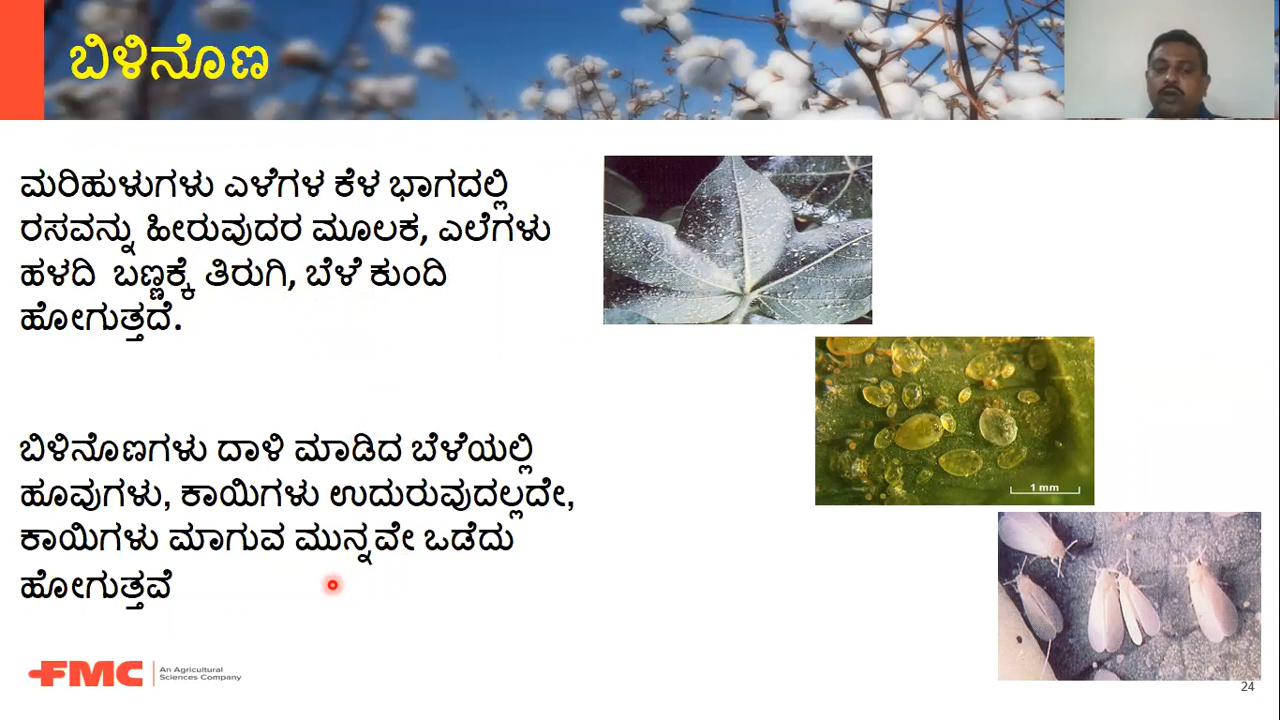 ಬಿಳಿನೊಣ
ಮರಿಹುಳುಗಳು ಎಳೆಗಳ ಕೆಳ ಭಾಗದಲ್ಲಿ
ರಸವನ್ನು ಹೀರುವುದರ ಮೂಲಕ, ಎಲೆಗಳು
ಹಳದಿ ಬಣ್ಣಕ್ಕೆ ತಿರುಗಿ, ಬೆಳೆ ಕುಂದಿ
ಹೋಗುತ್ತದೆ.
1 mm
ಬಿಳಿನೊಣಗಳು ದಾಳಿ ಮಾಡಿದ ಬೆಳೆಯಲ್ಲಿ
ಹೂವುಗಳು, ಕಾಯಿಗಳು ಉದುರುವುದಲ್ಲದೇ,
ಕಾಯಿಗಳು ಮಾಗುವ ಮುನ್ನವೇ ಒಡೆದು
ಹೋಗುತ್ತವೆ
FMC
An Agricultural
Sciences Company
24